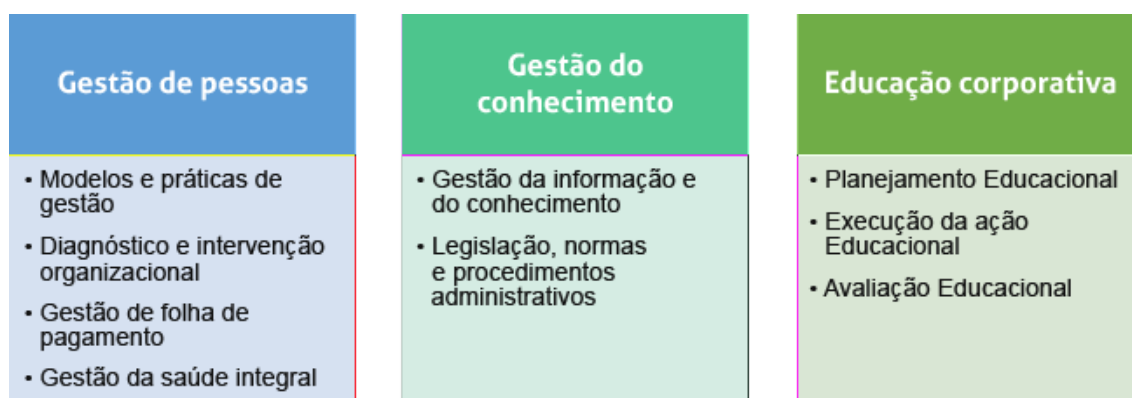 Gestão de pessoas
• Modelos e práticas de
gestão
• Diagnóstico e intervenção
organizacional
• Gestão de folha de
pagamento
• Gestão da saúde integral
Gestão do
conhecimento
• Gestão da informação e
do conhecimento
• Legislação, normas
e procedimentos
administrativos
Educação corporativa
• Planejamento Educacional
• Execução da ação
Educacional
• Avaliação Educacional